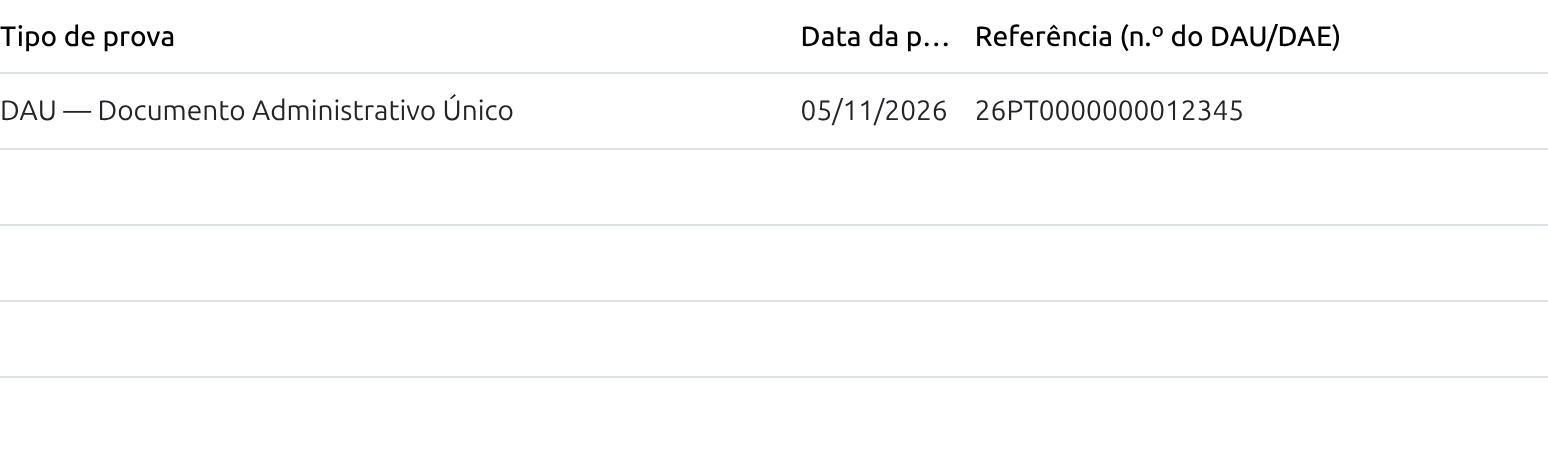 Tipo de prova Data da p… Referência (n.º do DAU/DAE)
DAU — Documento Administrativo Único 05/11/2026 26PT0000000012345